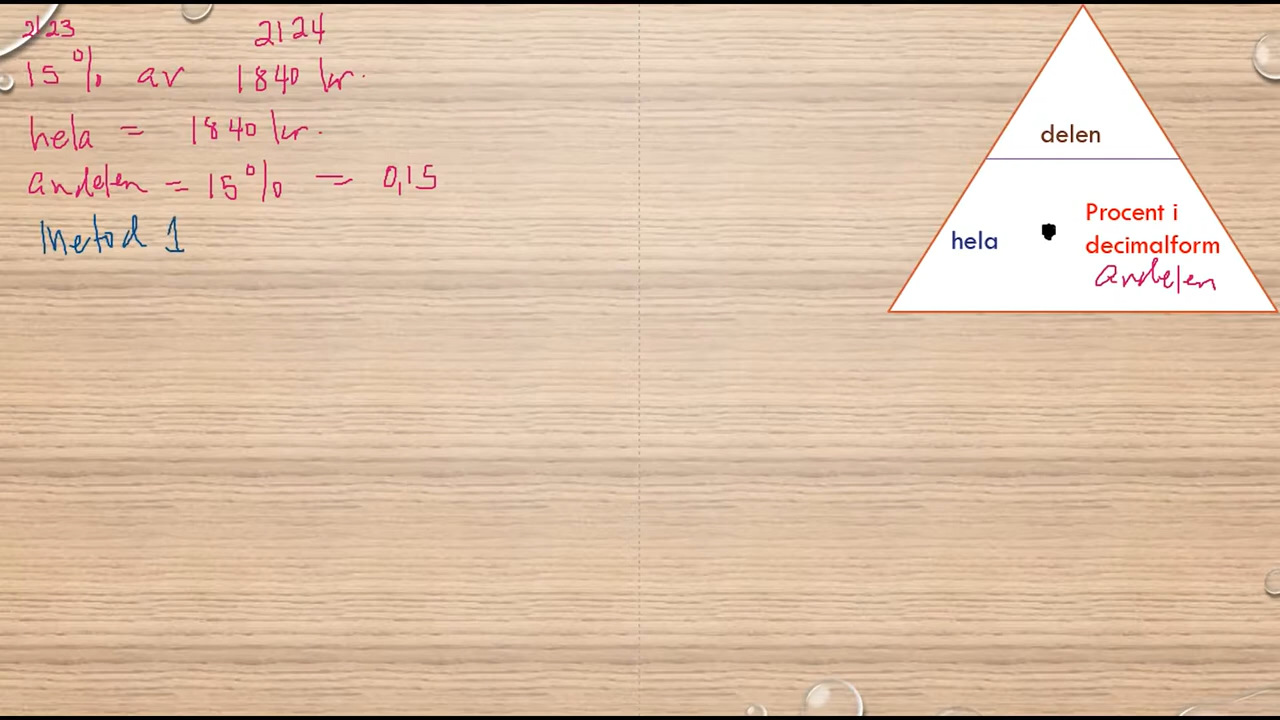 2123 2124
15% av 1840 kr.
hela = 1840 kr.
andelen = 15% = 0,15
Metod 1
delen
hela
Procent i
decimalform
andelen